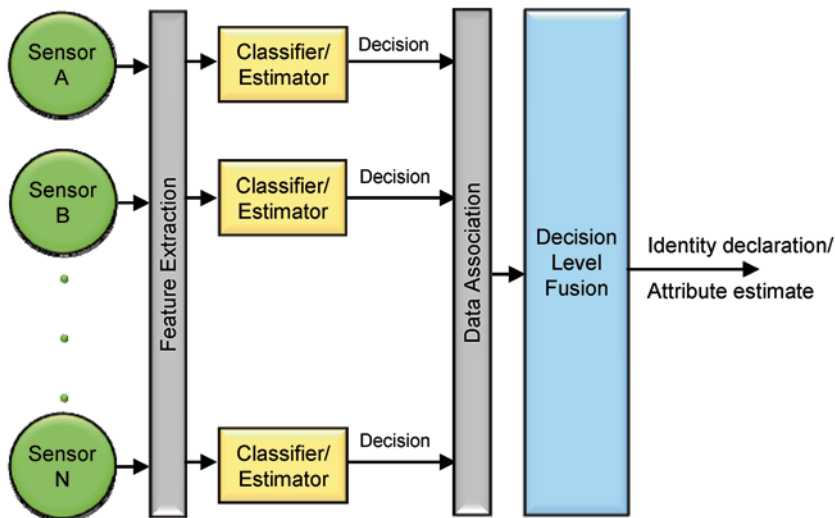 Sensor
A
Classifier/
Estimator
Decision
Sensor
B
Classifier/
Estimator
Decision
Feature Extraction
Data Association
Decision
Level
Fusion
Identity declaration/
Attribute estimate
Sensor
N
Classifier/
Estimator
Decision